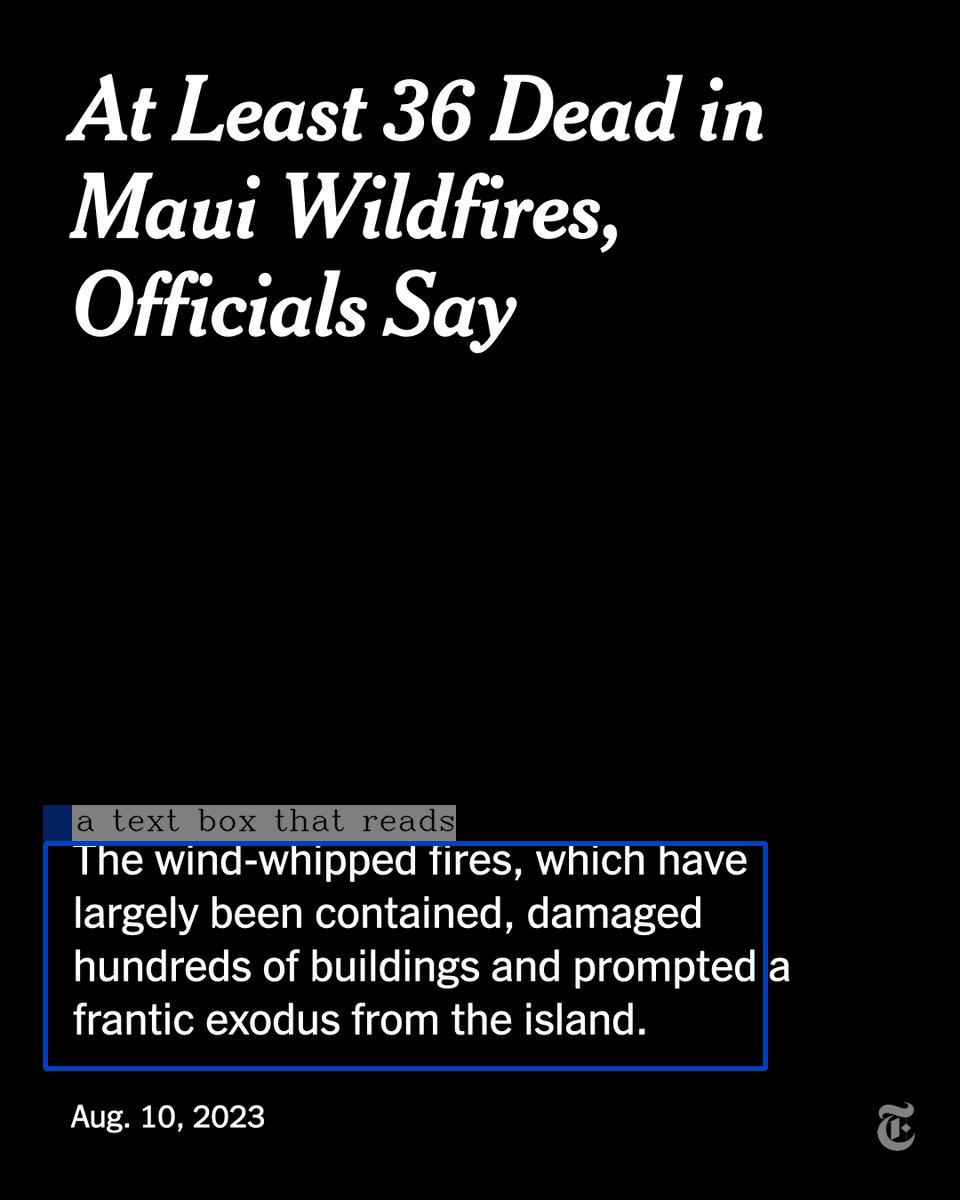 At Least 36 Dead in
Maui Wildfires,
Officials Say
a text box that reads
The wind-whipped fires, which have
largely been contained, damaged
hundreds of buildings and prompted a
frantic exodus from the island.
Aug. 10, 2023
T